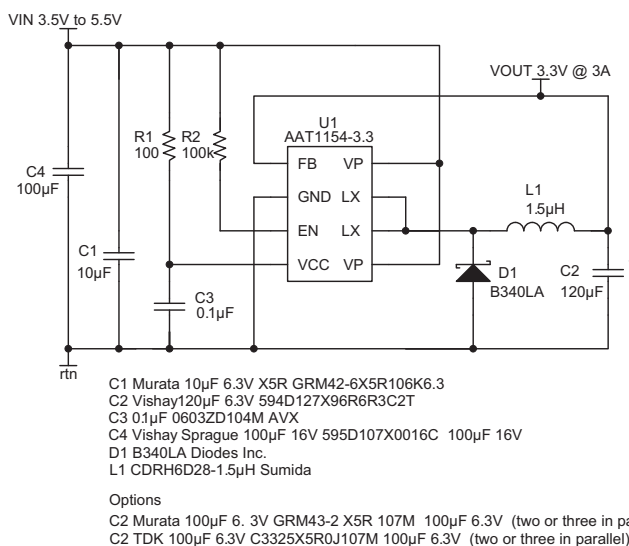 VIN 3.5V to 5.5V
VOUT 3.3V @ 3A
U1
AAT1154-3.3
R1
100
R2
100k
C4
100µF
C1
10µF
C3
0.1µF
FB VP
GND LX
EN LX
VCC VP
L1
1.5µH
D1
B340LA
C2
120µF
rtn
C1 Murata 10µF 6.3V X5R GRM42-6X5R106K6.3
C2 Vishay120µF 6.3V 594D127X96R6R3C2T
C3 0.1µF 0603ZD104M AVX
C4 Vishay Sprague 100µF 16V 595D107X0016C 100µF 16V
D1 B340LA Diodes Inc.
L1 CDRH6D28-1.5µH Sumida
Options
C2 Murata 100µF 6. 3V GRM43-2 X5R 107M 100µF 6.3V (two or three in
C2 TDK 100µF 6.3V C3325X5R0J107M 100µF 6.3V (two or three in parallel)